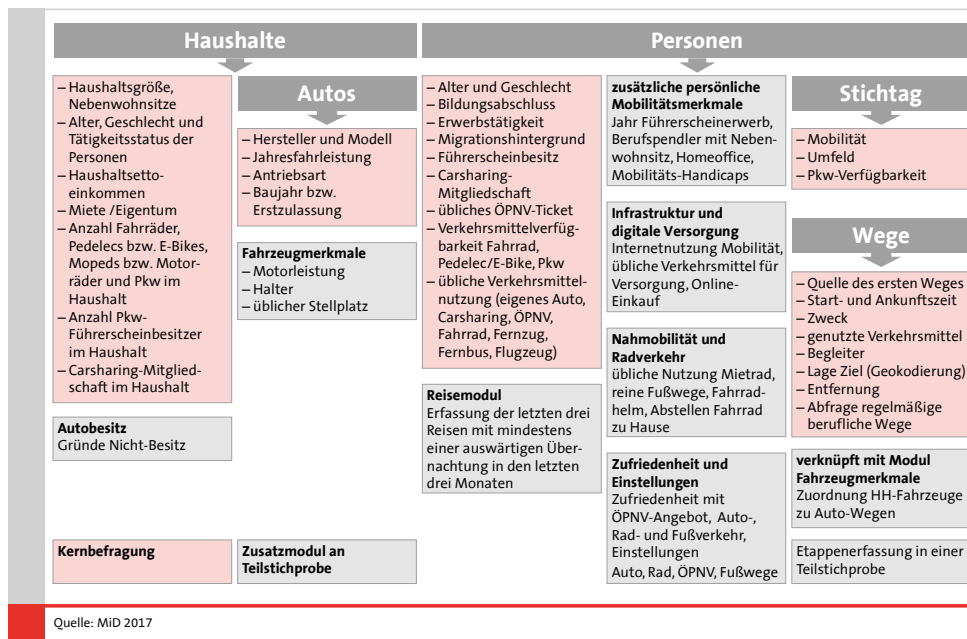 Haushalte
– Haushaltsgröße,
Nebenwohnsitze
– Alter, Geschlecht und
Tätigkeitsstatus der
Personen
– Haushaltsetto-
einkommen
– Miete /Eigentum
– Anzahl Fahrräder,
Pedelecs bzw. E-Bikes,
Mopeds bzw. Motor-
räder und Pkw im
Haushalt
– Anzahl Pkw-
Führerscheinbesitzer
im Haushalt
– Carsharing-Mitglied-
schaft im Haushalt
Autobesitz
Gründe Nicht-Besitz
Kernbefragung
Autos
– Hersteller und Modell
– Jahresfahrleistung
– Antriebsart
– Baujahr bzw.
Erstzulassung
Fahrzeugmerkmale
– Motorleistung
– Halter
– üblicher Stellplatz
Zusatzmodul an
Teilstichprobe
Personen
– Alter und Geschlecht
– Bildungsabschluss
– Erwerbstätigkeit
– Migrationshintergrund
– Führerscheinbesitz
– Carsharing-
Mitgliedschaft
– übliches ÖPNV-Ticket
– Verkehrsmittelverfüg-
barkeit Fahrrad,
Pedelec/E-Bike, Pkw
– übliche Verkehrsmittel-
nutzung (eigenes Auto,
Carsharing, ÖPNV,
Fahrrad, Fernzug,
Fernbus, Flugzeug)
Reisemodul
Erfassung der letzten drei
Reisen mit mindestens
einer auswärtigen Über-
nachtung in den letzten
drei Monaten
zusätzliche persönliche
Mobilitätsmerkmale
Jahr Führerscheinerwerb,
Berufspendler mit Neben-
wohnsitz, Homeoffice,
Mobilitäts-Handicaps
Infrastruktur und
digitale Versorgung
Internetnutzung Mobilität,
übliche Verkehrsmittel für
Versorgung, Online-
Einkauf
Nahmobilität und
Radverkehr
übliche Nutzung Mietrad,
reine Fußwege, Fahrrad-
helm, Abstellen Fahrrad
zu Hause
Zufriedenheit und
Einstellungen
Zufriedenheit mit
ÖPNV-Angebot, Auto-,
Rad- und Fußverkehr,
Einstellungen
Auto, Rad, ÖPNV, Fußwege
Stichtag
– Mobilität
– Umfeld
– Pkw-Verfügbarkeit
Wege
– Quelle des ersten Weges
– Start- und Ankunftszeit
– Zweck
– genutzte Verkehrsmittel
– Begleiter
– Lage Ziel (Geokodierung)
– Entfernung
– Abfrage regelmäßige
berufliche Wege
verknüpft mit Modul
Fahrzeugmerkmale
Zuordnung HH-Fahrzeuge
zu Auto-Wegen
Etappenerfassung in einer
Teilstichprobe
Quelle: MiD 2017